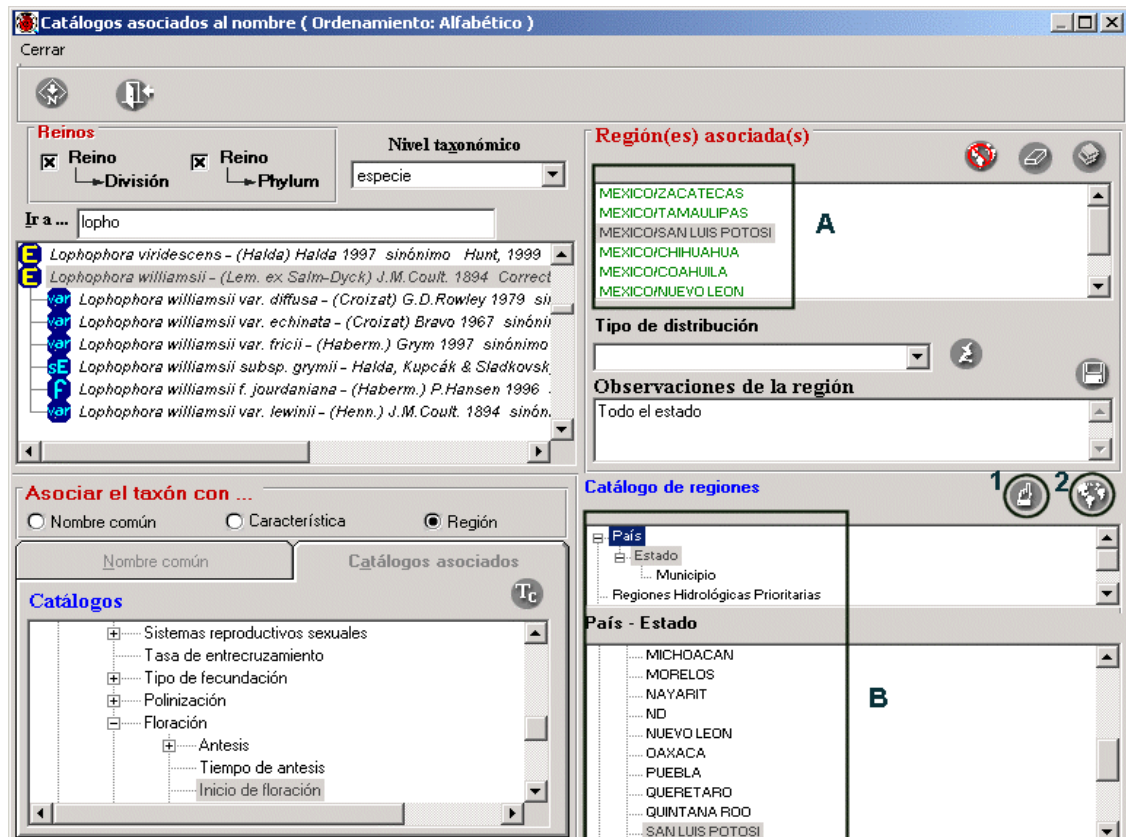 Catálogos asociados al nombre ( Ordenamiento: Alfabético )
Cerrar
Reinos
Reino
División
Reino
Phylum
Nivel taxonómico
especie
Ir a ... lopho
E Lophophora viridescens - (Halda) Halda 1997 sinónimo Hunt, 1999
E Lophophora williamsii - (Lem. ex Salm-Dyck) J.M.Coult. 1894 Correct
var Lophophora williamsii var. diffusa - (Croizat) G.D.Rowley 1979 sin
var Lophophora williamsii var. echinata - (Croizat) Bravo 1967 sinóni
var Lophophora williamsii var. fricii - (Haberm.) Grym 1997 sinónimo
sE Lophophora williamsii subsp. grymii - Halda, Kupcák & Sladkovsk
f Lophophora williamsii f. jourdaniana - (Haberm.) P.Hansen 1996
var Lophophora williamsii var. lewinii - (Henn.) J.M.Coult. 1894 sinón.
Región(es) asociada(s)
MEXICO/ZACATECAS
MEXICO/TAMAULIPAS
MEXICO/SAN LUIS POTOSI
MEXICO/CHIHUAHUA
MEXICO/COAHUILA
MEXICO/NUEVO LEON
A
Tipo de distribución
Observaciones de la región
Todo el estado
Asociar el taxón con ...
Nombre común
Característica
Región
Nombre común
Catálogos asociados
Catálogos
Tc
Sistemas reproductivos sexuales
Tasa de entrecruzamiento
Tipo de fecundación
Polinización
Floración
Antesis
Tiempo de antesis
Inicio de floración
Catálogo de regiones
1
2
País
Estado
Municipio
Regiones Hidrológicas Prioritarias
País - Estado
MICHOACAN
MORELOS
NAYARIT
ND
NUEVO LEON
OAXACA
PUEBLA
QUERETARO
QUINTANA ROO
SAN LUIS POTOSI
B